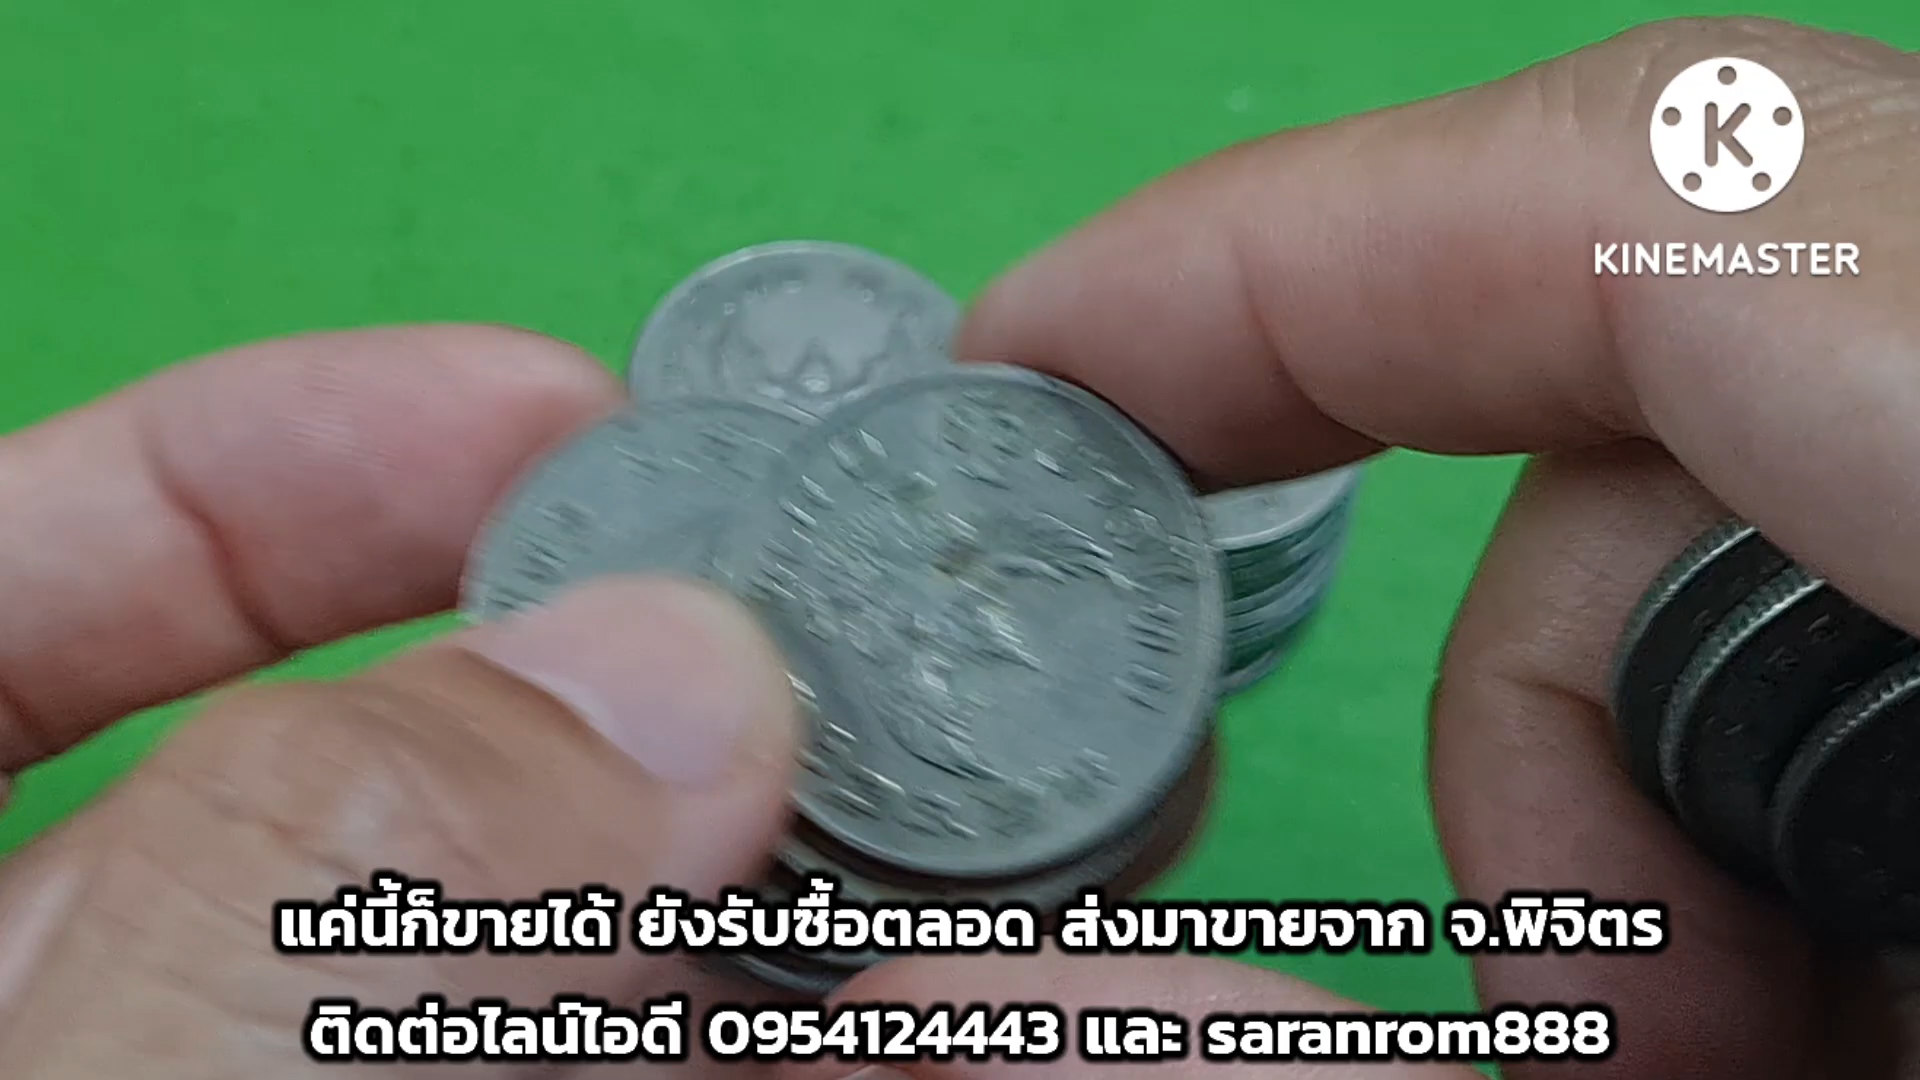 KINEMASTER
แค่นี้ก็ขายได้ ยังรับซื้อตลอด ส่งมาขายจาก จ.พิจิตร
ติดต่อไลน์ไอดี 0954124443 และ saranrom888